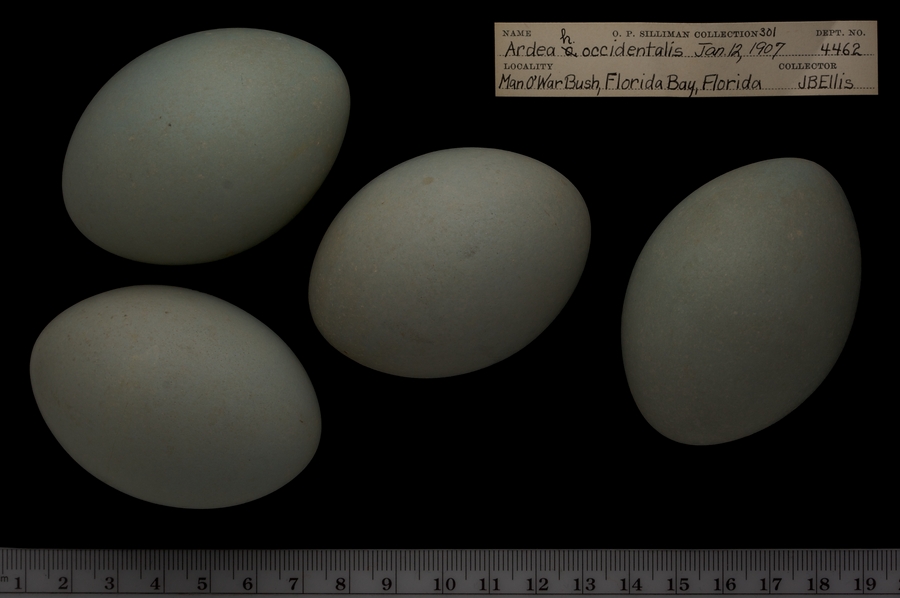 NAME O. P. SILLIMAN COLLECTION 301 DEPT. NO.
Ardea h occidentalis Jan. 12, 1907 4462
LOCALITY COLLECTOR
Man O'War Bush, Florida Bay, Florida JBEllis
1 2 3 4 5 6 7 8 9 10 11 12 13 14 15 16 17 18 19